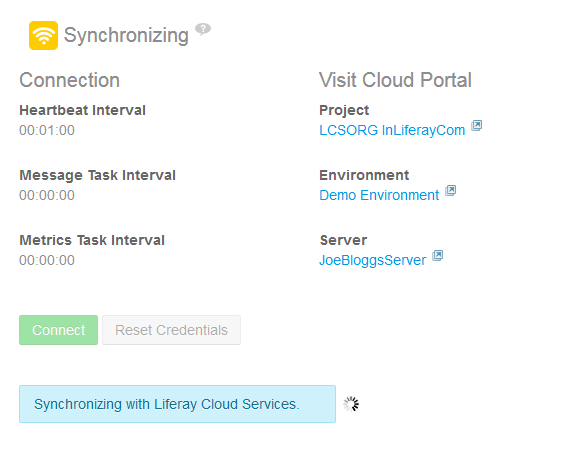 Synchronizing ?
Connection
Heartbeat Interval
00:01:00
Message Task Interval
00:00:00
Metrics Task Interval
00:00:00
Visit Cloud Portal
Project
LCSORG InLiferayCom
Environment
Demo Environment
Server
JoeBloggsServer
Connect
Reset Credentials
Synchronizing with Liferay Cloud Services.